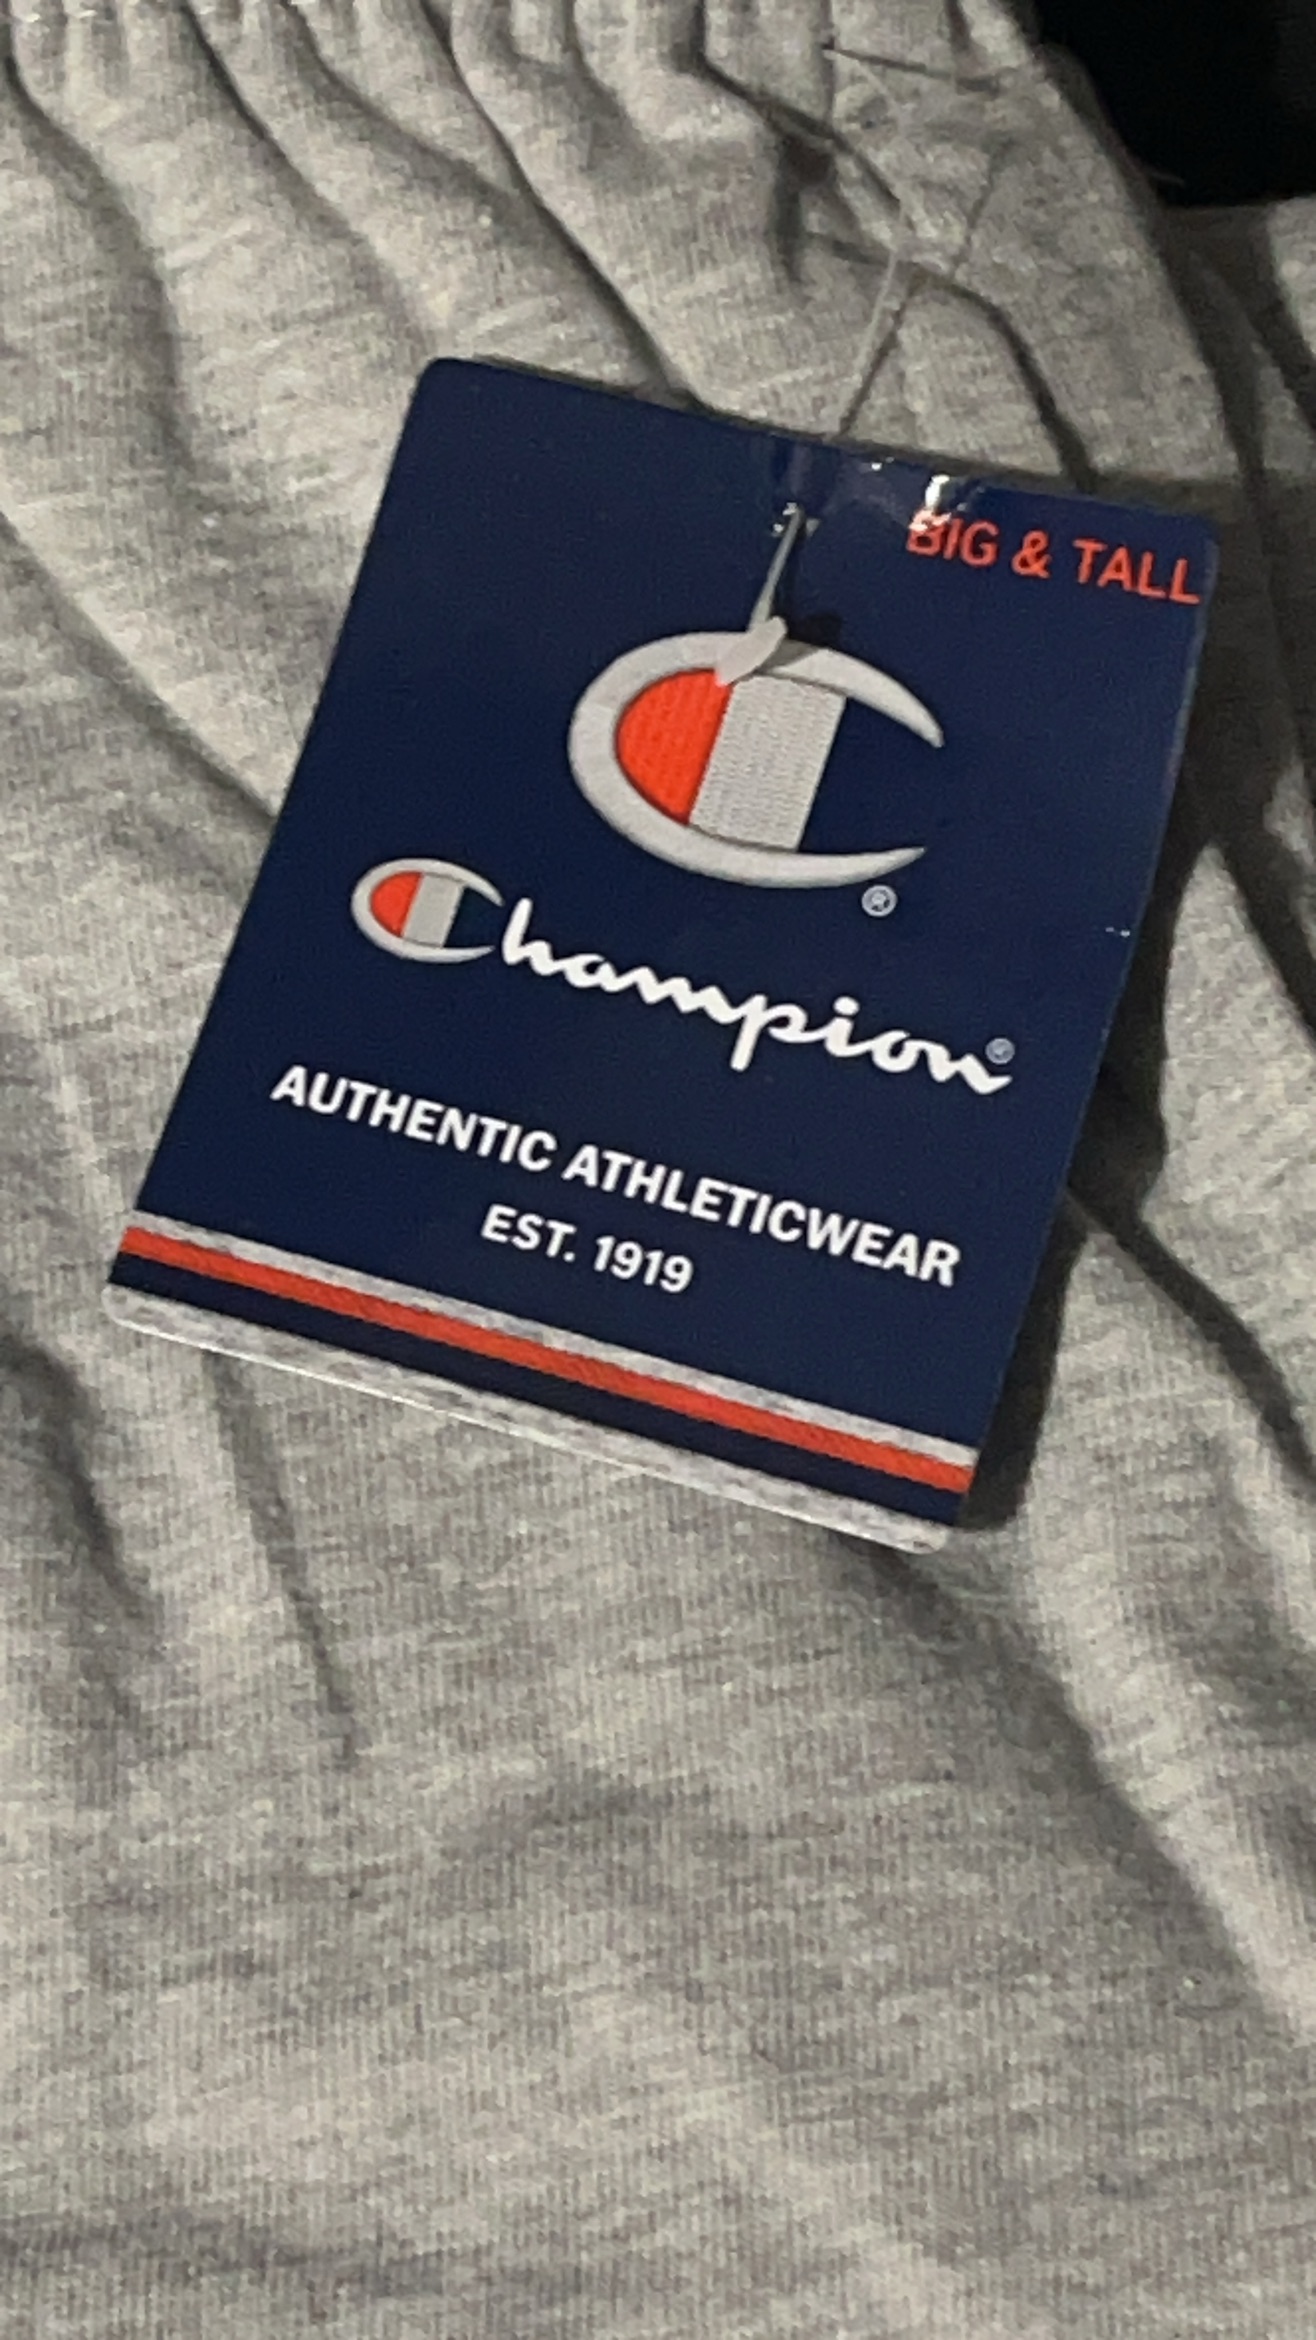 BIG & TALL
®
Champion®
AUTHENTIC ATHLETICWEAR
EST. 1919